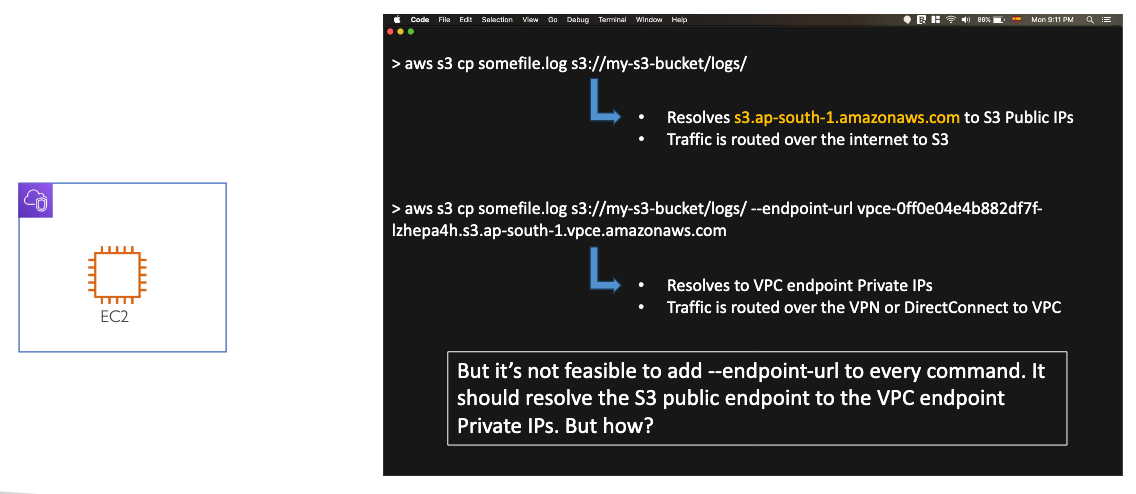 Code File Edit Selection View Go Debug Terminal Window Help 86% Mon 9:11 PM
> aws s3 cp somefile.log s3://my-s3-bucket/logs/
• Resolves s3.ap-south-1.amazonaws.com to S3 Public IPs
• Traffic is routed over the internet to S3
> aws s3 cp somefile.log s3://my-s3-bucket/logs/ --endpoint-url vpce-0ff0e04e4b882df7f-
lzhepa4h.s3.ap-south-1.vpce.amazonaws.com
• Resolves to VPC endpoint Private IPs
• Traffic is routed over the VPN or DirectConnect to VPC
EC2
But it's not feasible to add --endpoint-url to every command. It
should resolve the S3 public endpoint to the VPC endpoint
Private IPs. But how?